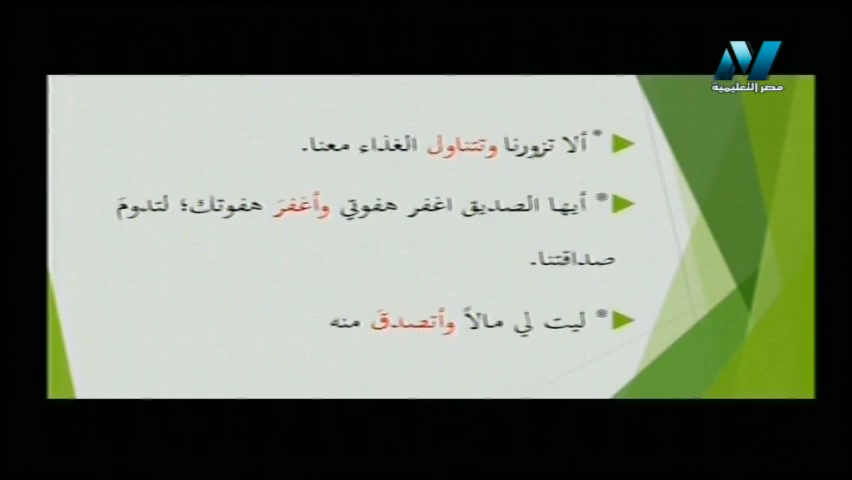 مصر التعليمية
* ألا تزورنا وتتناول الغذاء معنا.
* أيها الصديق اغفر هفوتي وأغفرَ هفوتك؛ لتدومَ
صداقتنا.
* ليت لي مالاً وأتصدقَ منه